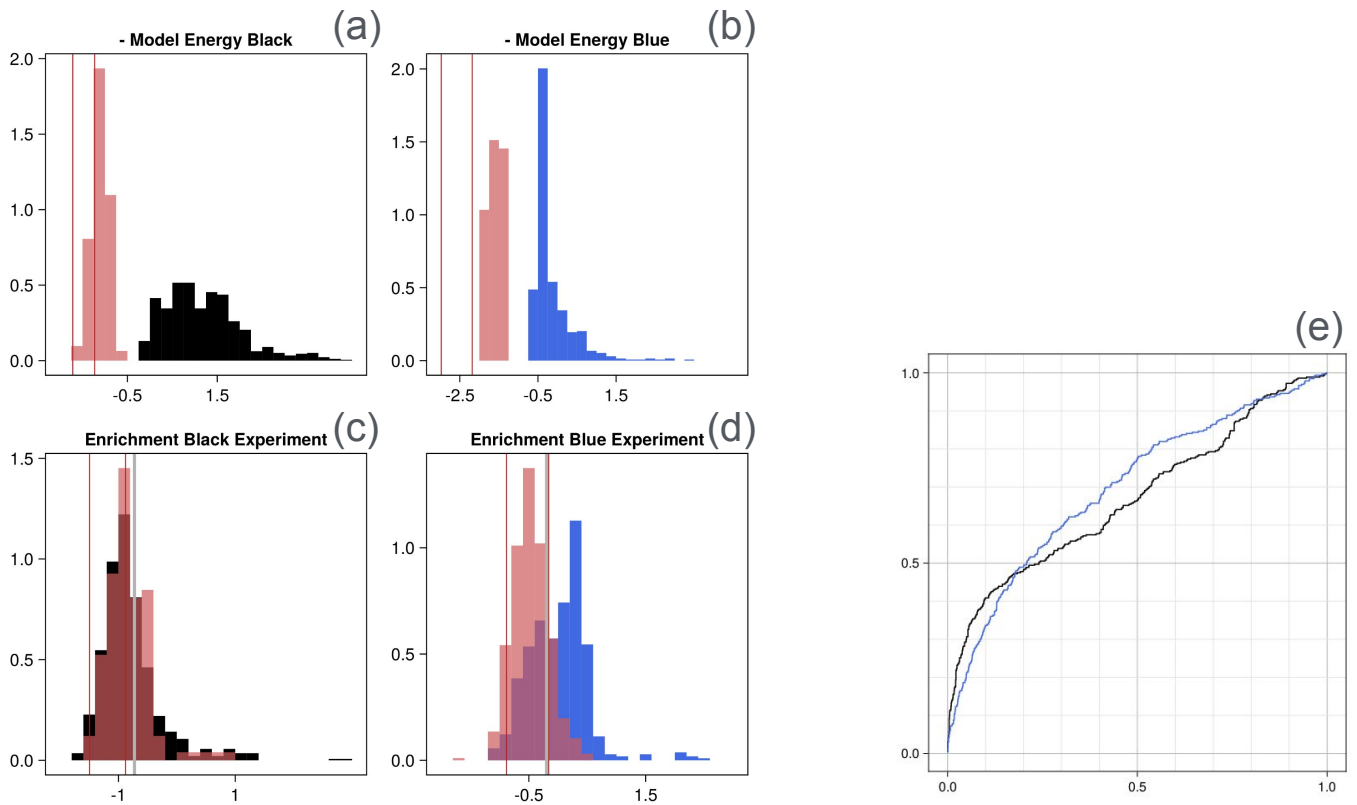 (a)
- Model Energy Black
2.0
1.5
1.0
0.5
0.0
-0.5 1.5
(b)
- Model Energy Blue
2.0
1.5
1.0
0.5
0.0
-2.5 -0.5 1.5
(c)
Enrichment Black Experiment
1.5
1.0
0.5
0.0
-1 1
(d)
Enrichment Blue Experiment
1.0
0.5
0.0
-0.5 1.5
(e)
1.0
0.5
0.0
0.0 0.5 1.0